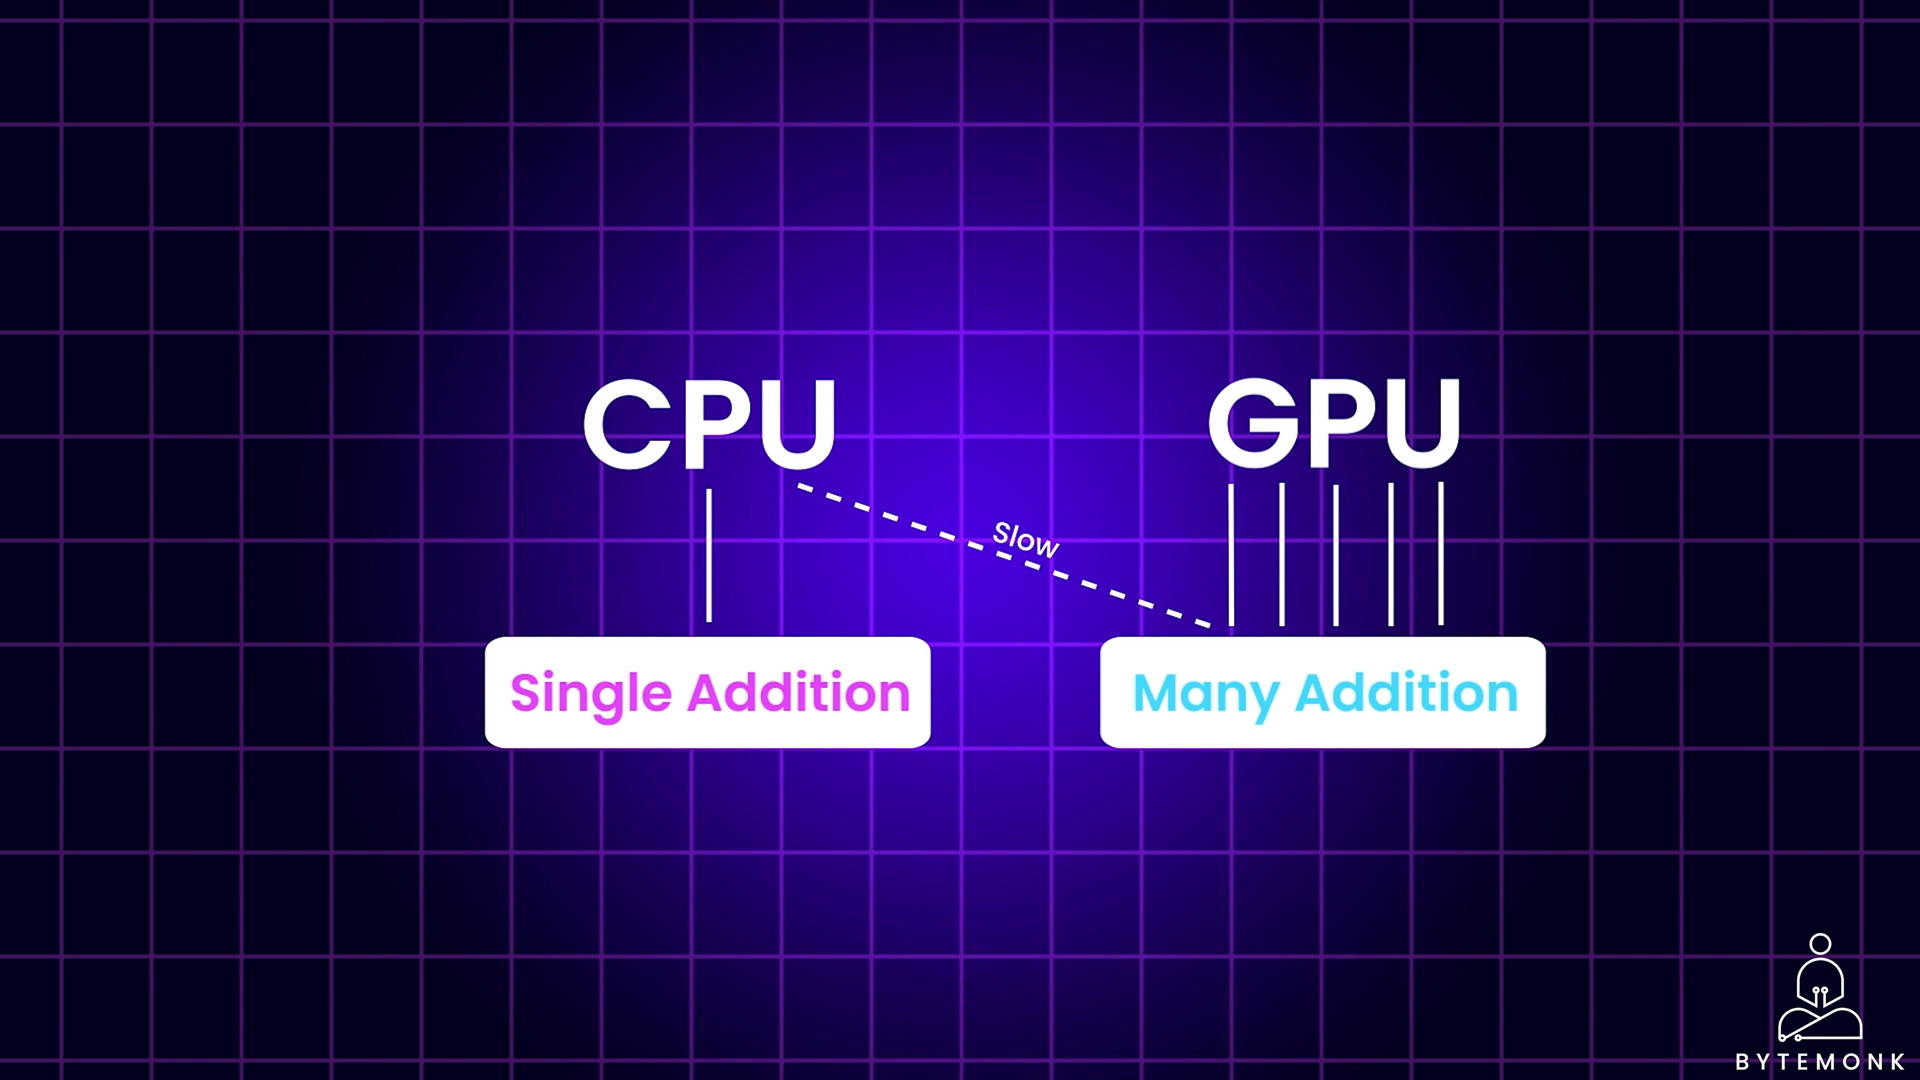 CPU
GPU
Slow
Single Addition
Many Addition
BYTEMONK